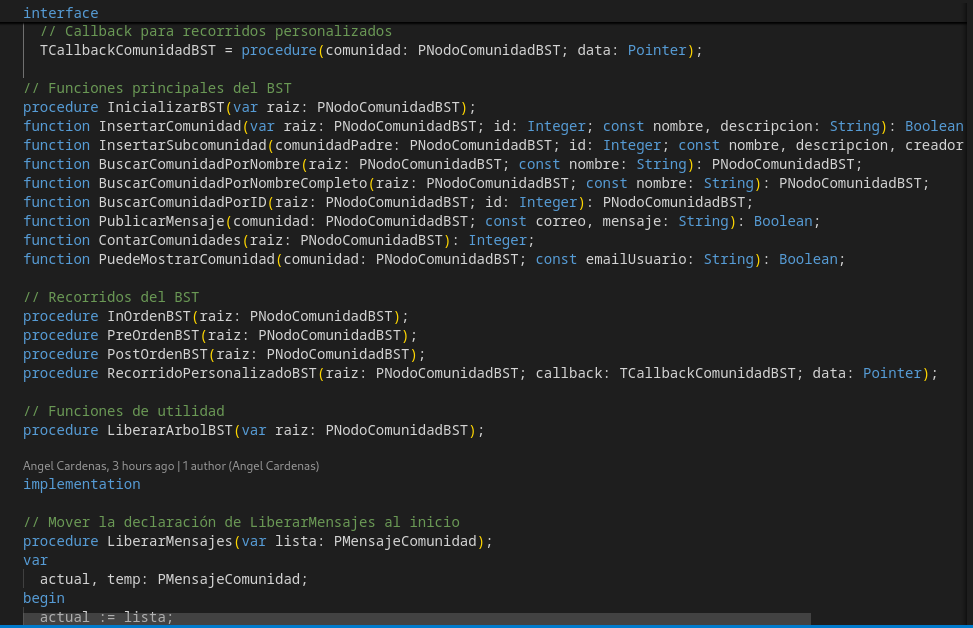 interface
// Callback para recorridos personalizados
TCallbackComunidadBST = procedure(comunidad: PNodoComunidadBST; data: Pointer);
// Funciones principales del BST
procedure InicializarBST(var raiz: PNodoComunidadBST);
function InsertarComunidad(var raiz: PNodoComunidadBST; id: Integer; const nombre, descripcion: String): Boolean
function InsertarSubcomunidad(comunidadPadre: PNodoComunidadBST; id: Integer; const nombre, descripcion, creador
function BuscarComunidadPorNombre(raiz: PNodoComunidadBST; const nombre: String): PNodoComunidadBST;
function BuscarComunidadPorNombreCompleto(raiz: PNodoComunidadBST; const nombre: String): PNodoComunidadBST;
function BuscarComunidadPorID(raiz: PNodoComunidadBST; id: Integer): PNodoComunidadBST;
function PublicarMensaje(comunidad: PNodoComunidadBST; const correo, mensaje: String): Boolean;
function ContarComunidades(raiz: PNodoComunidadBST): Integer;
function PuedeMostrarComunidad(comunidad: PNodoComunidadBST; const emailUsuario: String): Boolean;
// Recorridos del BST
procedure InOrdenBST(raiz: PNodoComunidadBST);
procedure PreOrdenBST(raiz: PNodoComunidadBST);
procedure PostOrdenBST(raiz: PNodoComunidadBST);
procedure RecorridoPersonalizadoBST(raiz: PNodoComunidadBST; callback: TCallbackComunidadBST; data: Pointer);
// Funciones de utilidad
procedure LiberarArbolBST(var raiz: PNodoComunidadBST);
Angel Cardenas, 3 hours ago | 1 author (Angel Cardenas)
implementation
// Mover la declaración de LiberarMensajes al inicio
procedure LiberarMensajes(var lista: PMensajeComunidad);
var
actual, temp: PMensajeComunidad;
begin
actual := lista;